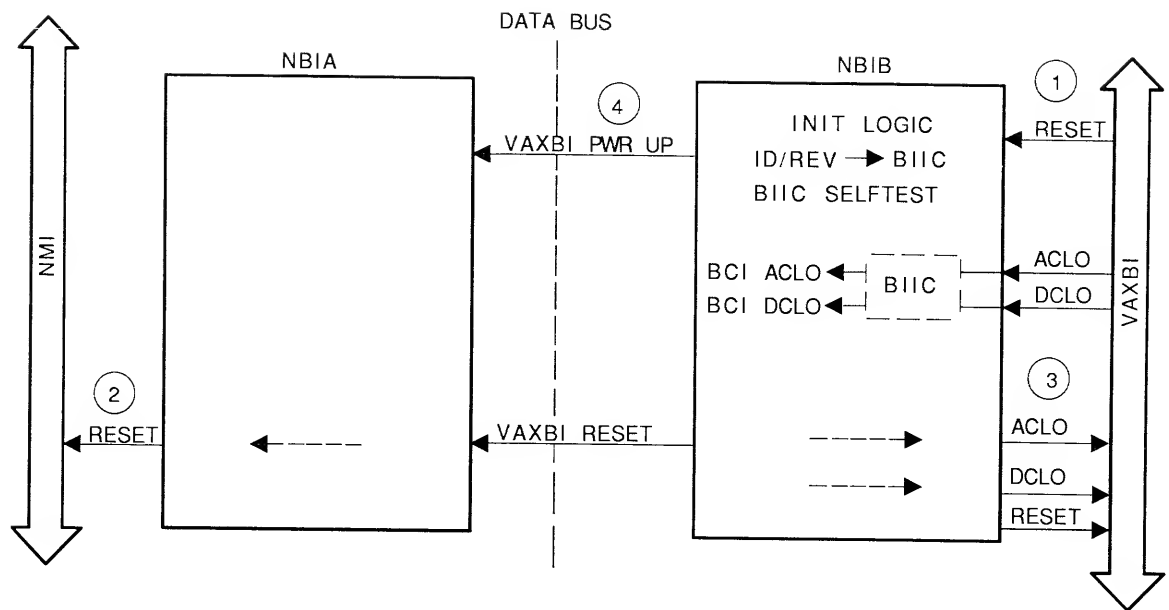 DATA BUS
NBIA
NBIB
4
1
INIT LOGIC
RESET
VAXBI PWR UP
ID/REV → BIIC
BIIC SELFTEST
NMI
VAXBI
BCI ACLO
BIIC
ACLO
BCI DCLO
DCLO
2
3
RESET
VAXBI RESET
ACLO
DCLO
RESET